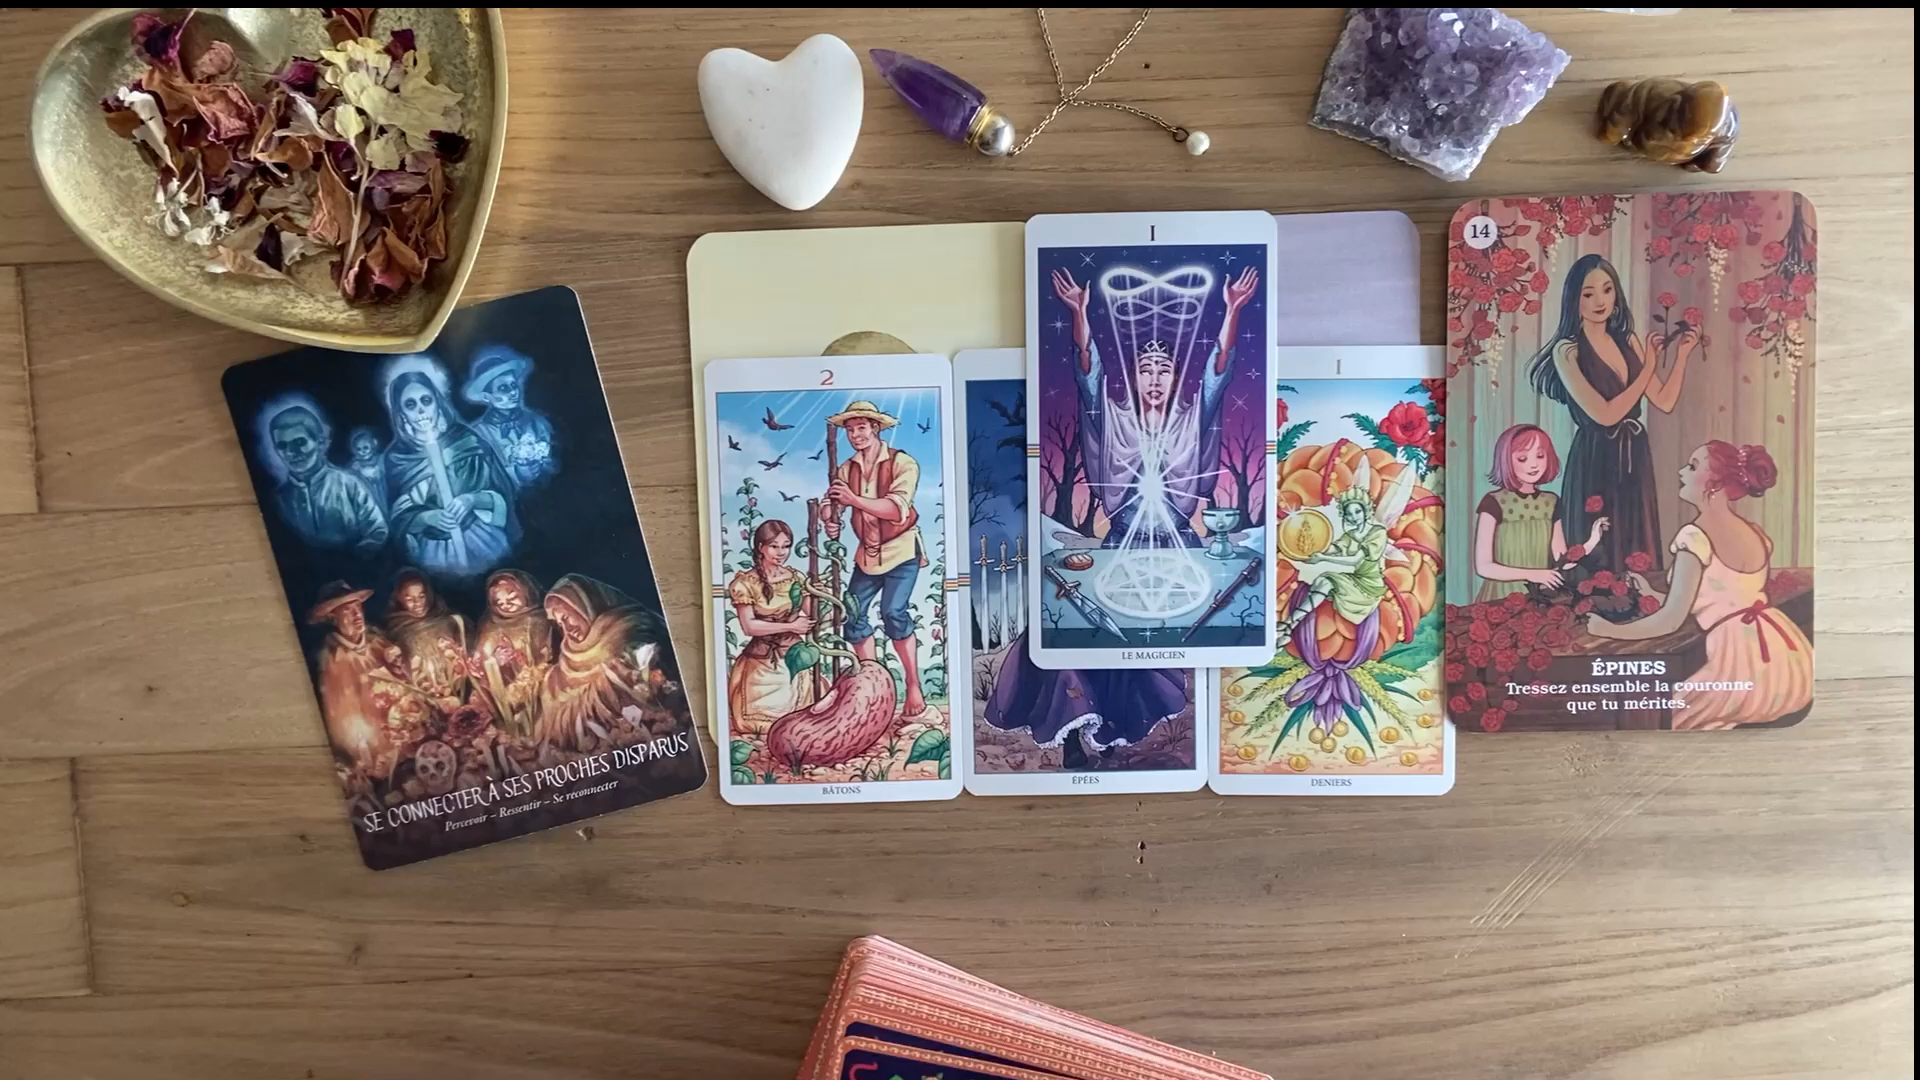 SE CONNECTER À SES PROCHES DISPARUS
Percevoir – Ressentir – Se reconnecter
2
BÂTONS
ÉPÉES
I
LE MAGICIEN
I
DENIERS
14
ÉPINES
Tressez ensemble la couronne
que tu mérites.